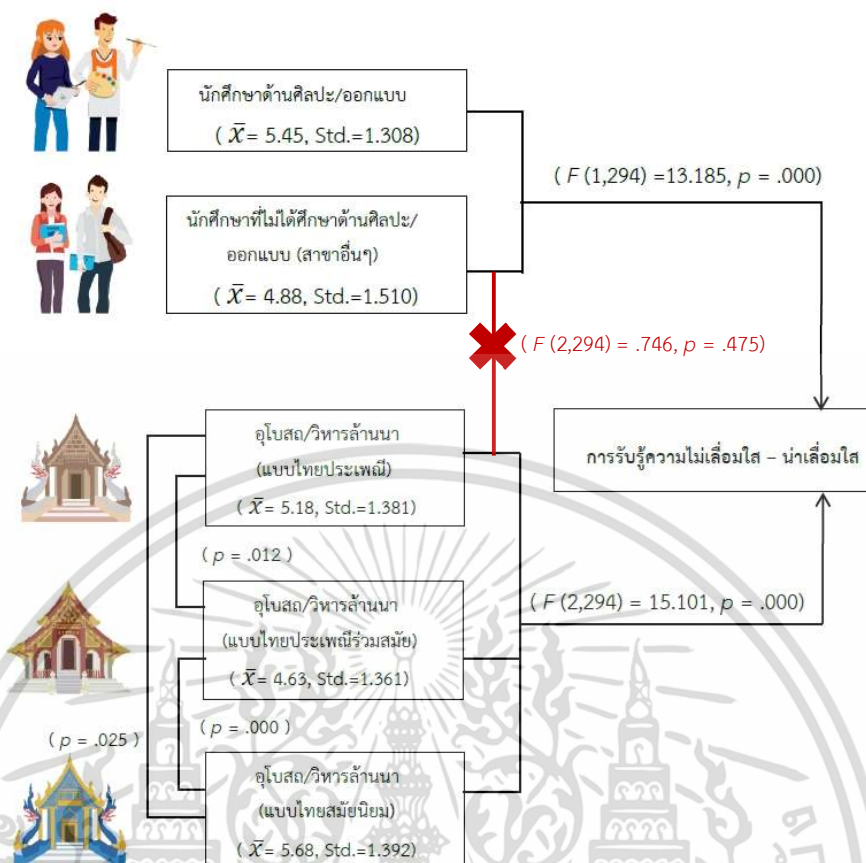 นักศึกษาด้านศิลปะ/ออกแบบ
( x̄ = 5.45, Std.=1.308)
( F (1,294) =13.185, p = .000)
นักศึกษาที่ไม่ได้ศึกษาด้านศิลปะ/
ออกแบบ (สาขาอื่นๆ)
( x̄ = 4.88, Std.=1.510)
( F (2,294) = .746, p = .475)
อุโบสถ/วิหารล้านนา
(แบบไทยประเพณี)
( x̄ = 5.18, Std.=1.381)
การรับรู้ความไม่เลื่อมใส – น่าเลื่อมใส
( p = .012 )
อุโบสถ/วิหารล้านนา
(แบบไทยประเพณีร่วมสมัย)
( x̄ = 4.63, Std.=1.361)
( F (2,294) = 15.101, p = .000)
( p = .025 )
( p = .000 )
อุโบสถ/วิหารล้านนา
(แบบไทยสมัยนิยม)
( x̄ = 5.68, Std.=1.392)